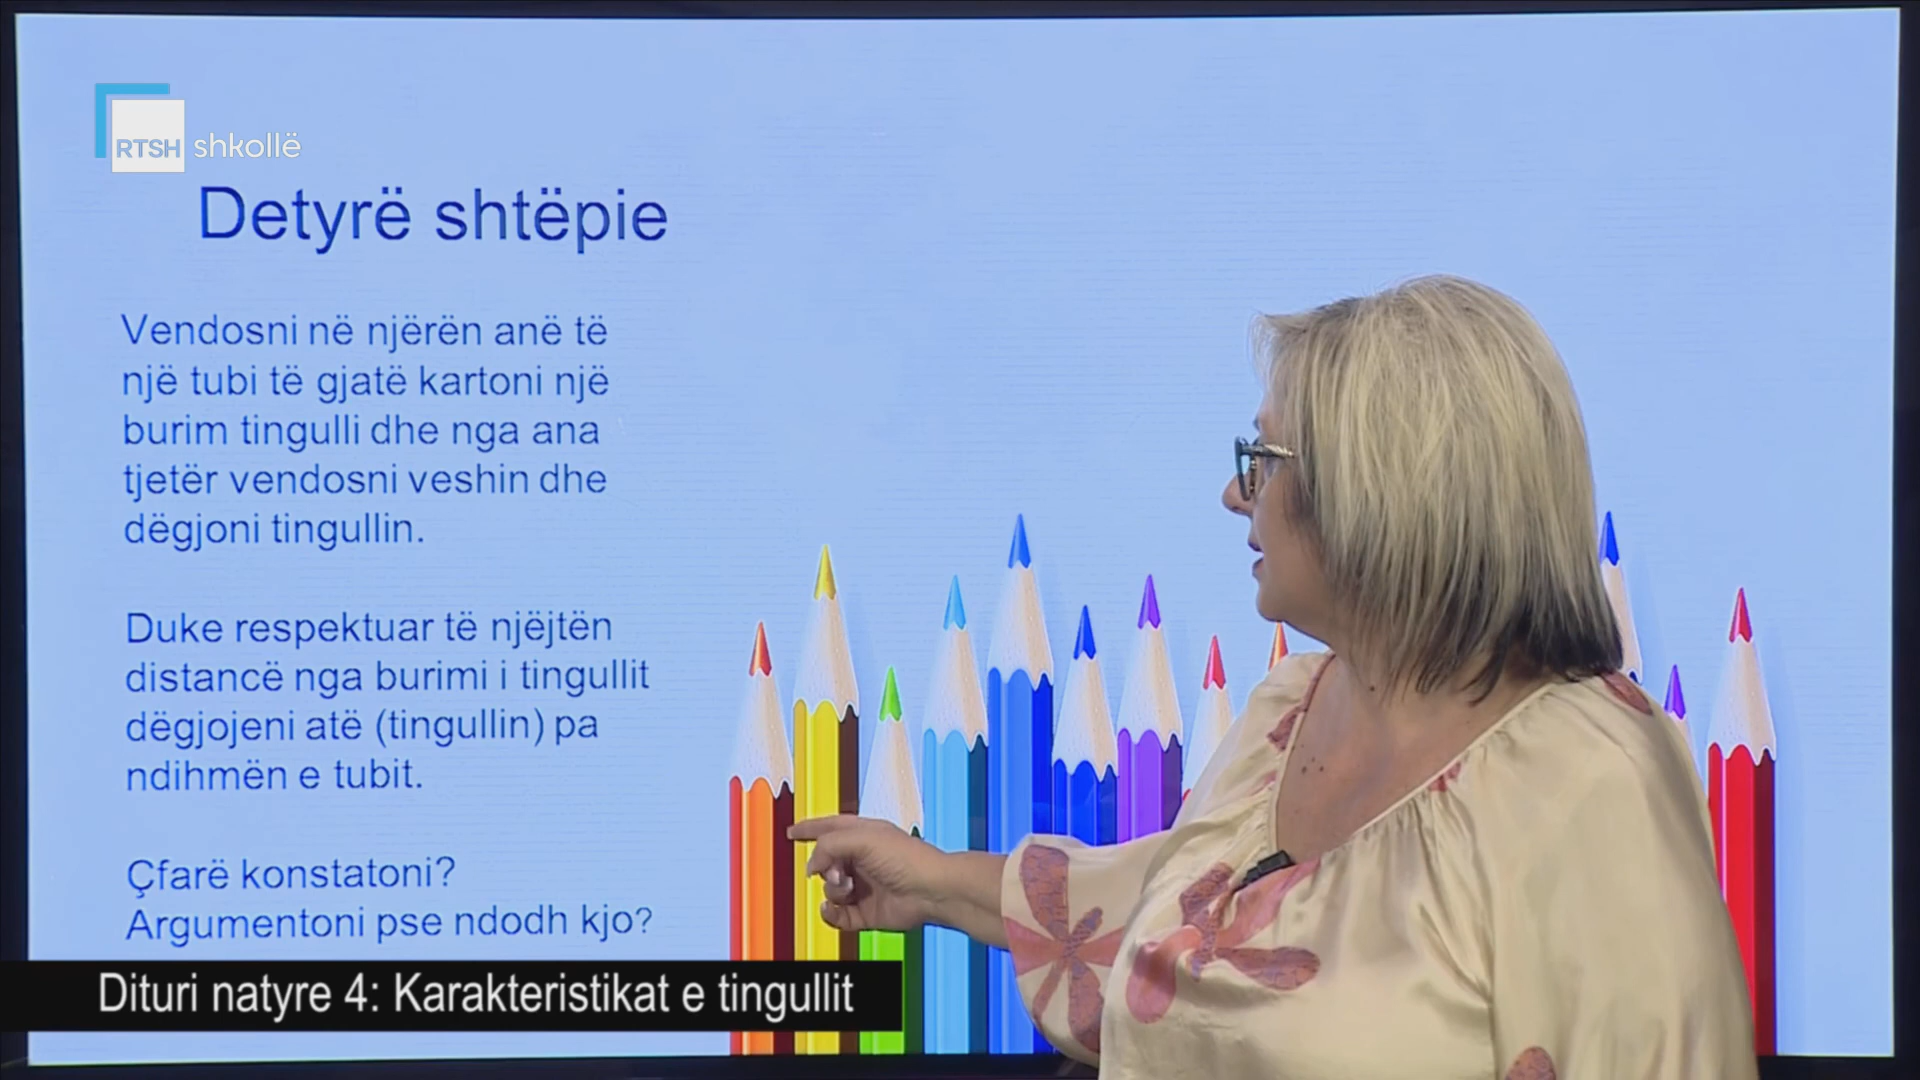 RTSH shkollë
Detyrë shtëpie
Vendosni në njërën anë të
një tubi të gjatë kartoni një
burim tingulli dhe nga ana
tjetër vendosni veshin dhe
dëgjoni tingullin.
Duke respektuar të njëjtën
distancë nga burimi i tingullit
dëgjojeni atë (tingullin) pa
ndihmën e tubit.
Çfarë konstatoni?
Argumentoni pse ndodh kjo?
Dituri natyre 4: Karakteristikat e tingullit